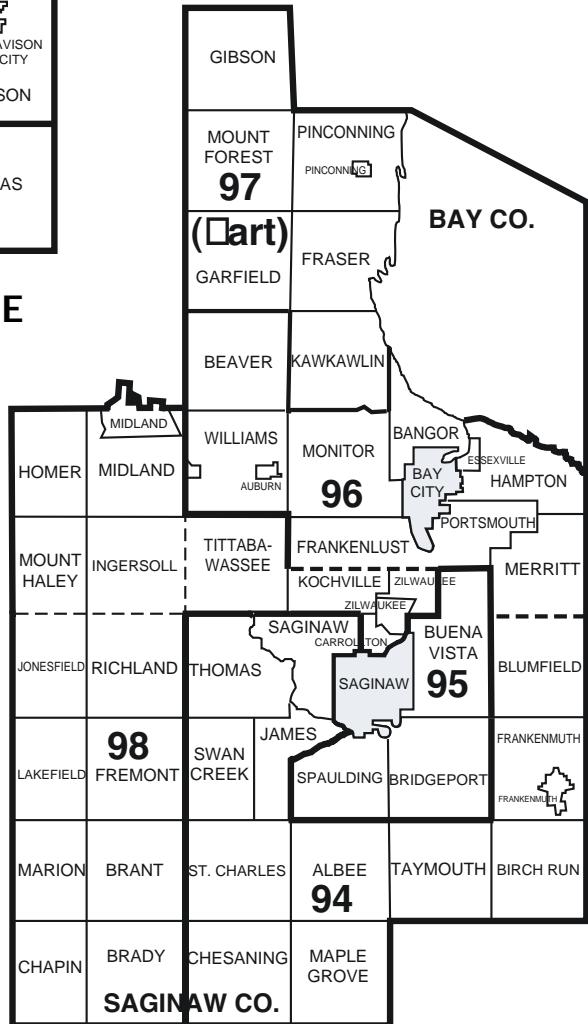 AVISON
CITY
SON
AS
E
GIBSON
MOUNT
FOREST
97
(□art)
PINCONNING
PINCONNING
BAY CO.
GARFIELD
FRASER
BEAVER
KAWKAWLIN
MIDLAND
WILLIAMS
AUBURN
MONITOR
96
BANGOR
BAY
CITY
ESSEXVILLE
HAMPTON
HOMER
MIDLAND
PORTSMOUTH
MOUNT
HALEY
INGERSOLL
TITTABA-
WASSEE
FRANKENLUST
MERRITT
KOCHVILLE
ZILWAUKEE
ZILWAUKEE
SAGINAW
CARROLLTON
BUENA
VISTA
95
JONESFIELD
RICHLAND
THOMAS
SAGINAW
BLUMFIELD
98
LAKEFIELD
FREMONT
SWAN
CREEK
JAMES
SPAULDING
BRIDGEPORT
FRANKENMUTH
FRANKENMUTH
MARION
BRANT
ST. CHARLES
ALBEE
94
TAYMOUTH
BIRCH RUN
CHAPIN
BRADY
CHESANING
MAPLE
GROVE
SAGINAW CO.